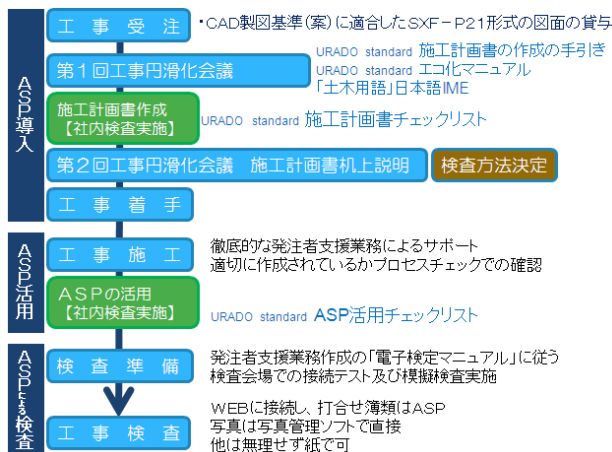 ASP導入
工事受注
・CAD製図基準(案)に適合したSXF-P21形式の図面の貸与
第1回工事円滑化会議
URADO standard 施工計画書の作成の手引き
URADO standard エコ化マニュアル
「土木用語」日本語IME
施工計画書作成
【社内検査実施】
URADO standard 施工計画書チェックリスト
第2回工事円滑化会議 施工計画書机上説明
検査方法決定
工事着手
ASP活用
工事施工
徹底的な発注者支援業務によるサポート
適切に作成されているかプロセスチェックでの確認
ASPの活用
【社内検査実施】
URADO standard ASP活用チェックリスト
ASPによる検査
検査準備
発注者支援業務作成の「電子検定マニュアル」に従う
検査会場での接続テスト及び模擬検査実施
工事検査
WEBに接続し、打合せ簿類はASP
写真は写真管理ソフトで直接
他は無理せず紙で可